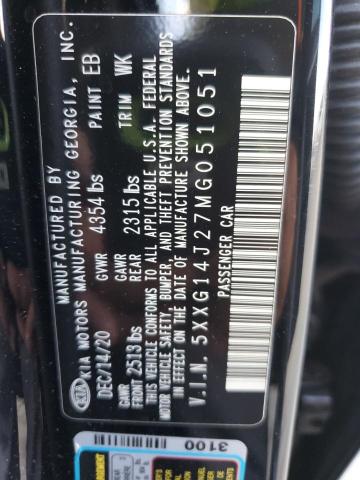 MANUFACTURED BY
KIA KIA MOTORS MANUFACTURING GEORGIA, INC.
DEC/14/20 GVWR 4354 lbs PAINT EB
GAWR FRONT 2513 lbs GAWR REAR 2315 lbs TRIM WK
THIS VEHICLE CONFORMS TO ALL APPLICABLE U.S.A. FEDERAL
MOTOR VEHICLE SAFETY, BUMPER, AND THEFT PREVENTION STANDARDS
IN EFFECT ON THE DATE OF MANUFACTURE SHOWN ABOVE.
V.I.N. 5XXG14J27MG051051
PASSENGER CAR
3100